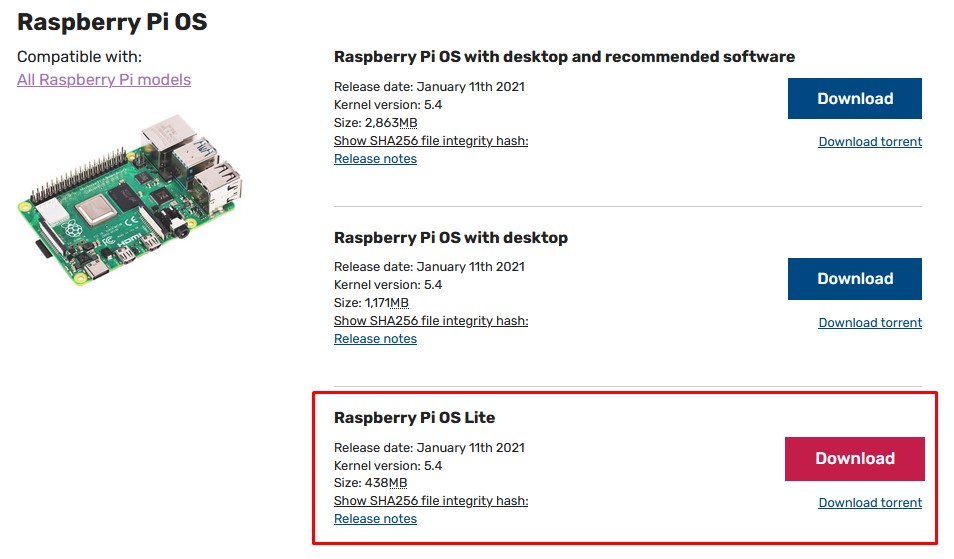 Raspberry Pi OS
Compatible with:
All Raspberry Pi models
Raspberry Pi OS with desktop and recommended software
Release date: January 11th 2021
Kernel version: 5.4
Size: 2,863MB
Show SHA256 file integrity hash:
Release notes
Download
Download torrent
Raspberry Pi OS with desktop
Release date: January 11th 2021
Kernel version: 5.4
Size: 1,171MB
Show SHA256 file integrity hash:
Release notes
Download
Download torrent
Raspberry Pi OS Lite
Release date: January 11th 2021
Kernel version: 5.4
Size: 438MB
Show SHA256 file integrity hash:
Release notes
Download
Download torrent
HDMI